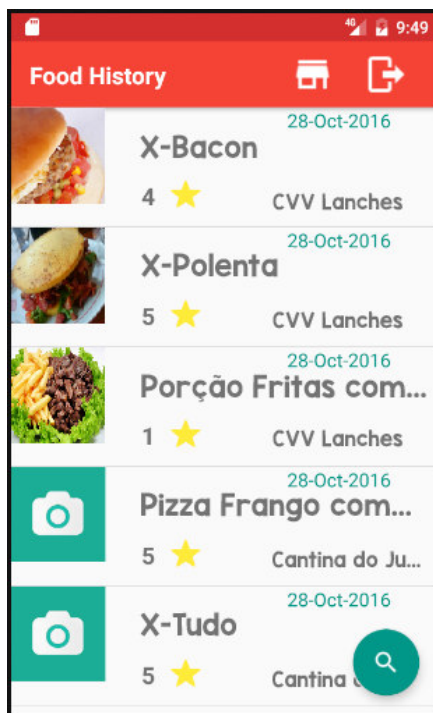 4G 9:49
Food History
28-Oct-2016
X-Bacon
4 CVV Lanches
28-Oct-2016
X-Polenta
5 CVV Lanches
28-Oct-2016
Porção Fritas com...
1 CVV Lanches
28-Oct-2016
Pizza Frango com...
5 Cantina do Ju...
28-Oct-2016
X-Tudo
5 Cantina